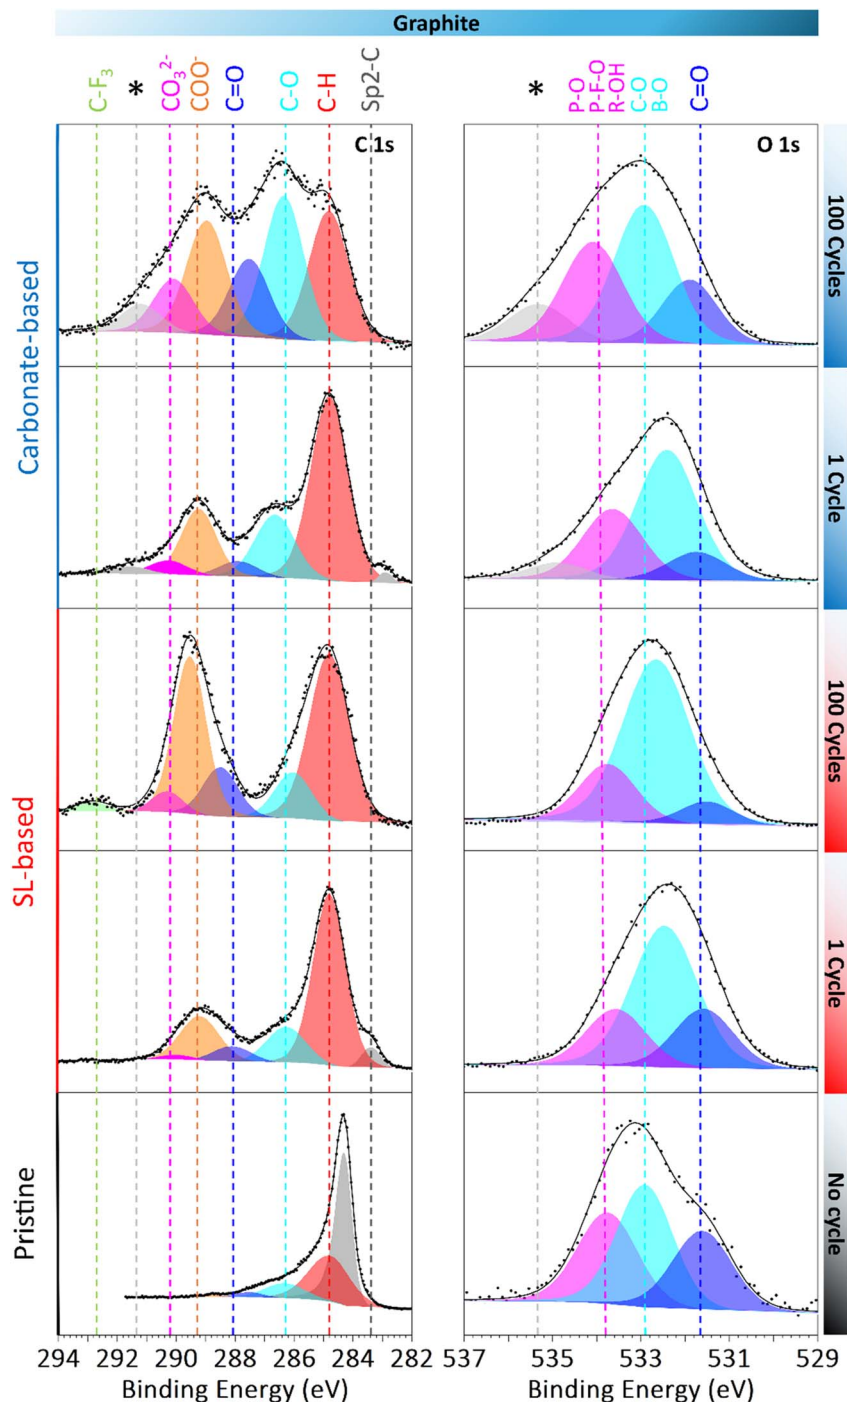 Graphite
C-F₃
*
CO₃²⁻
COO⁻
C=O
C-O
C-H
Sp2-C
*
P-O
P-F-O
R-OH
C-O
B-O
C=O
C 1s
O 1s
Carbonate-based
100 Cycles
1 Cycle
SL-based
100 Cycles
1 Cycle
Pristine
No cycle
294 292 290 288 286 284 282
Binding Energy (eV)
537 535 533 531 529
Binding Energy (eV)